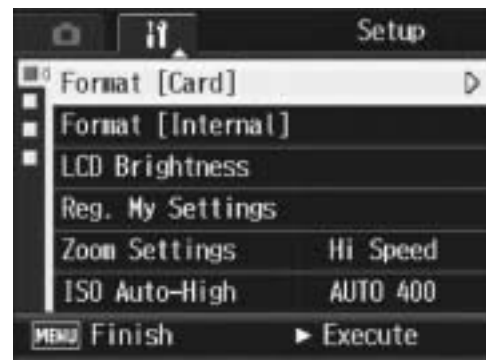 Setup
Format [Card]
Format [Internal]
LCD Brightness
Reg. My Settings
Zoom Settings Hi Speed
ISO Auto-High AUTO 400
MENU Finish ► Execute